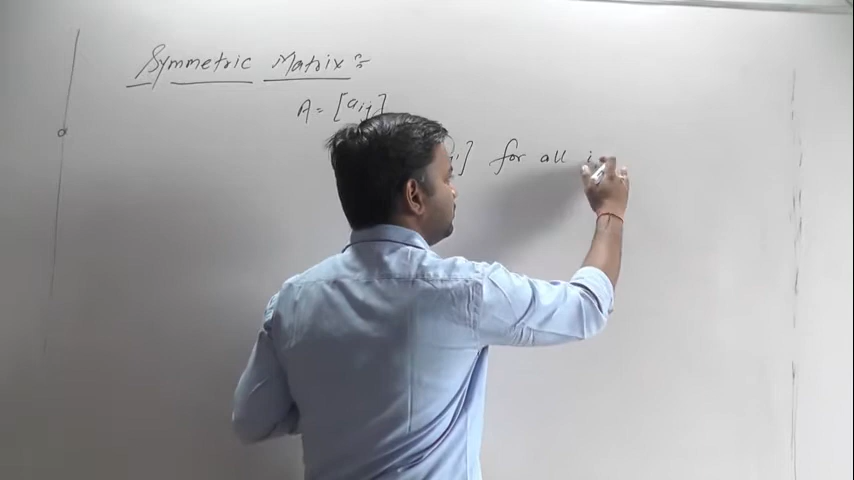 Symmetric Matrix :-
A = [aij]
i] for all i